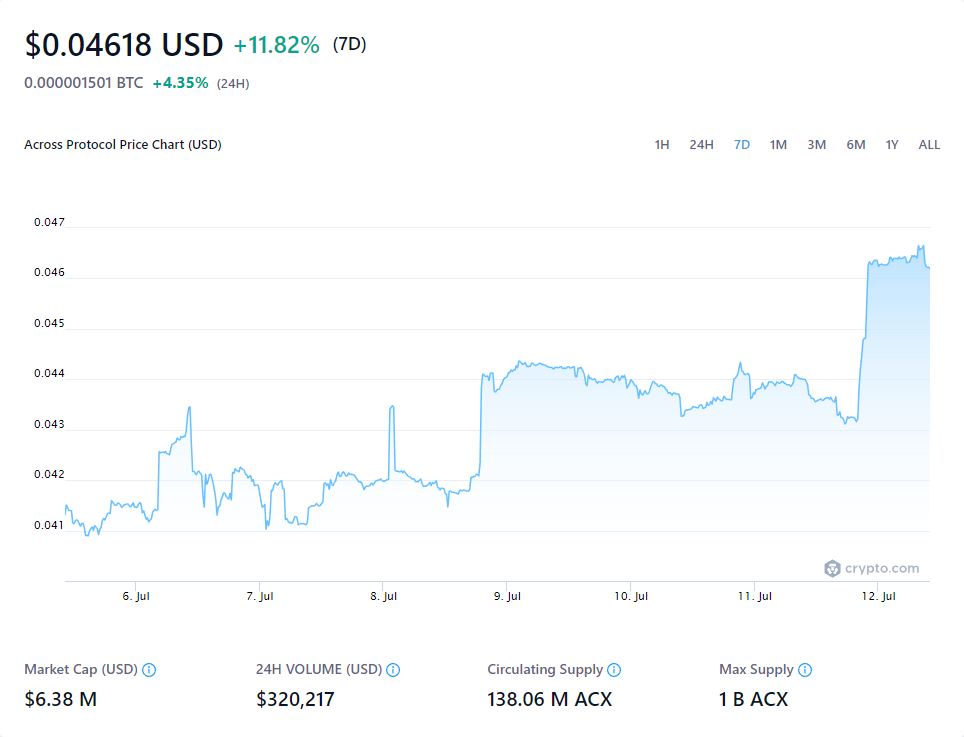 $0.04618 USD +11.82% (7D)
0.000001501 BTC +4.35% (24H)
Across Protocol Price Chart (USD)
1H 24H 7D 1M 3M 6M 1Y ALL
0.047
0.046
0.045
0.044
0.043
0.042
0.041
crypto.com
6. Jul 7. Jul 8. Jul 9. Jul 10. Jul 11. Jul 12. Jul
Market Cap (USD) 24H VOLUME (USD) Circulating Supply Max Supply
$6.38 M $320,217 138.06 M ACX 1 B ACX